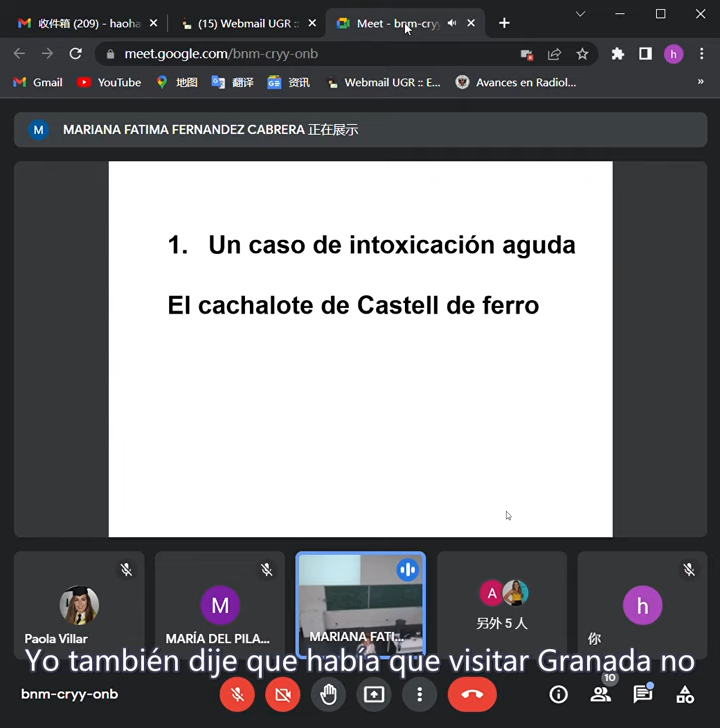 收件箱 (209) - haoha
(15) Webmail UGR ::
Meet - bnm-cryy
meet.google.com/bnm-cryy-onb
h
Gmail
YouTube
地图
翻译
资讯
Webmail UGR :: E...
Avances en Radiol...
»
M
MARIANA FATIMA FERNANDEZ CABRERA 正在展示
1. Un caso de intoxicación aguda
El cachalote de Castell de ferro
M
A
h
Paola Villar
MARÍA DEL PILA...
MARIANA FATI...
另外 5 人
你
Yo también dije que había que visitar Granada no
bnm-cryy-onb
10